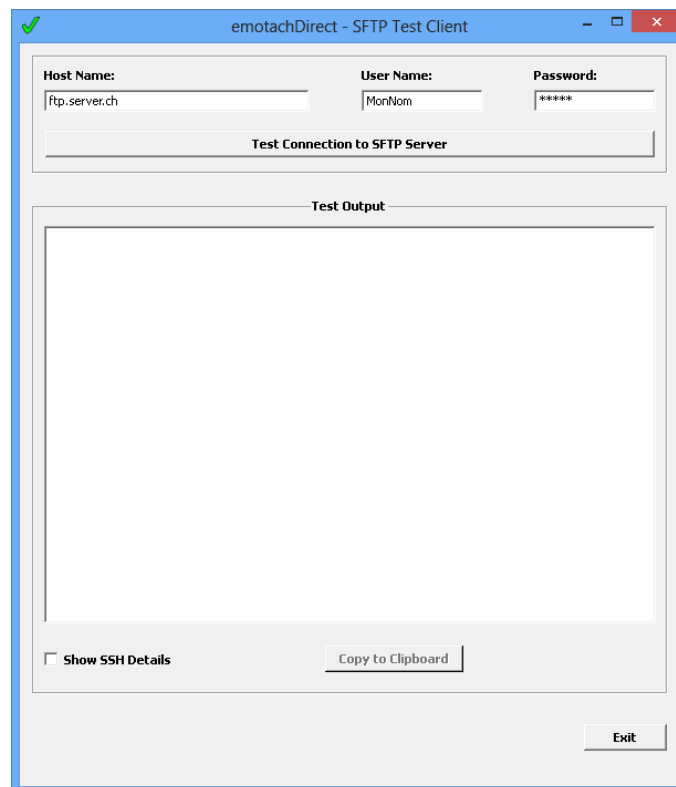 emotachDirect - SFTP Test Client
Host Name: User Name: Password:
ftp.server.ch MonNom *****
Test Connection to SFTP Server
Test Output
Show SSH Details Copy to Clipboard
Exit